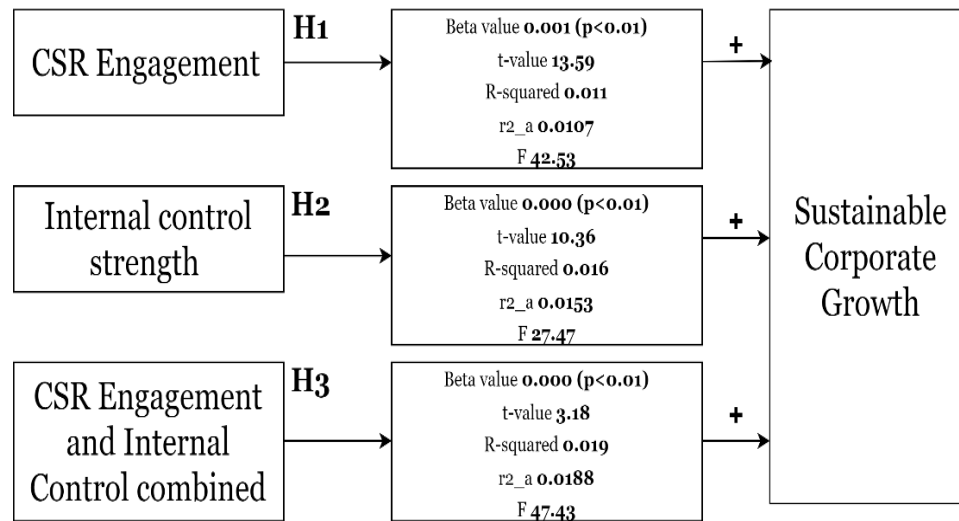 CSR Engagement
H1
Beta value 0.001 (p<0.01)
t-value 13.59
R-squared 0.011
r2_a 0.0107
F 42.53
+
Internal control
strength
H2
Beta value 0.000 (p<0.01)
t-value 10.36
R-squared 0.016
r2_a 0.0153
F 27.47
+
CSR Engagement
and Internal
Control combined
H3
Beta value 0.000 (p<0.01)
t-value 3.18
R-squared 0.019
r2_a 0.0188
F 47.43
+
Sustainable
Corporate
Growth